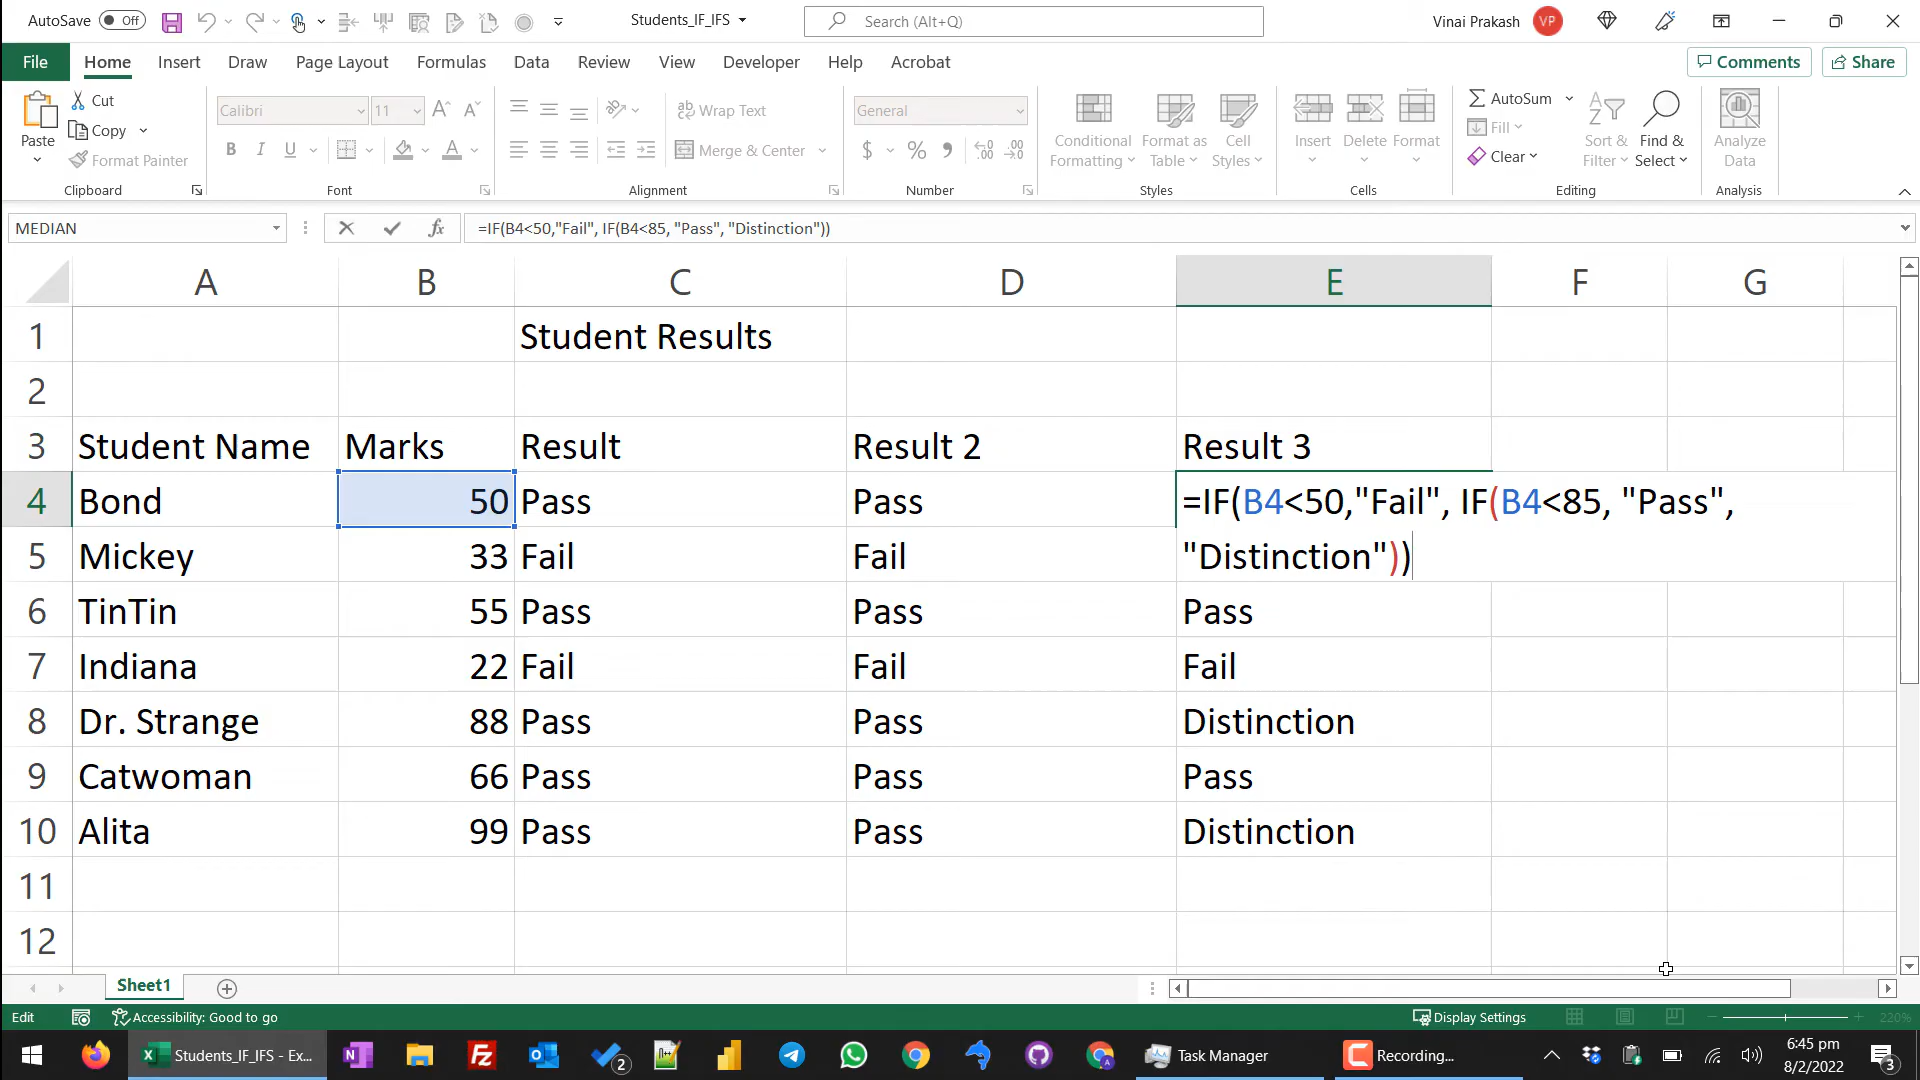 AutoSave Off Students_IF_IFS Search (Alt+Q) Vinai Prakash VP
File Home Insert Draw Page Layout Formulas Data Review View Developer Help Acrobat Comments Share
Paste Cut Copy Format Painter Clipboard
Calibri 11 B I U A Font
Wrap Text Merge & Center Alignment
General $ % Number
Conditional Formatting Format as Table Cell Styles Styles
Insert Delete Format Cells
AutoSum Fill Clear Sort & Filter Find & Select Editing
Analyze Data Analysis
MEDIAN fx =IF(B4<50,"Fail", IF(B4<85, "Pass", "Distinction"))
A B C D E F G
1 Student Results
2
3 Student Name Marks Result Result 2 Result 3
4 Bond 50 Pass Pass =IF(B4<50,"Fail", IF(B4<85, "Pass",
5 Mickey 33 Fail Fail "Distinction"))
6 TinTin 55 Pass Pass Pass
7 Indiana 22 Fail Fail Fail
8 Dr. Strange 88 Pass Pass Distinction
9 Catwoman 66 Pass Pass Pass
10 Alita 99 Pass Pass Distinction
11
12
Sheet1
Edit Accessibility: Good to go Display Settings 220%
Students_IF_IFS - Ex... 2 Task Manager Recording... 6:45 pm
8/2/2022 3